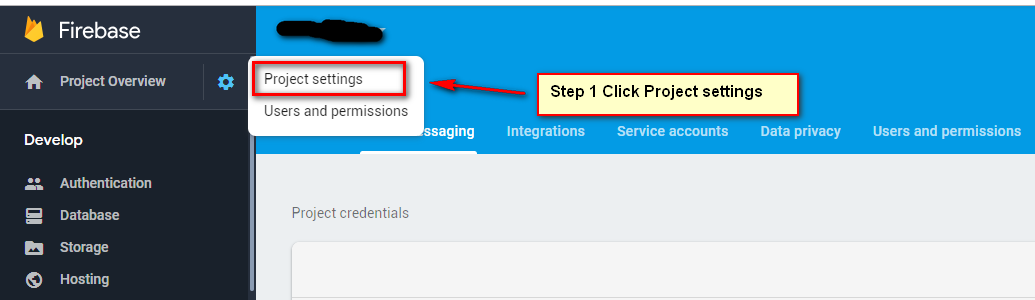 Firebase
Project Overview
Project settings
Users and permissions
Step 1 Click Project settings
ssaging Integrations Service accounts Data privacy Users and permissions
Develop
Authentication
Database
Storage
Hosting
Project credentials